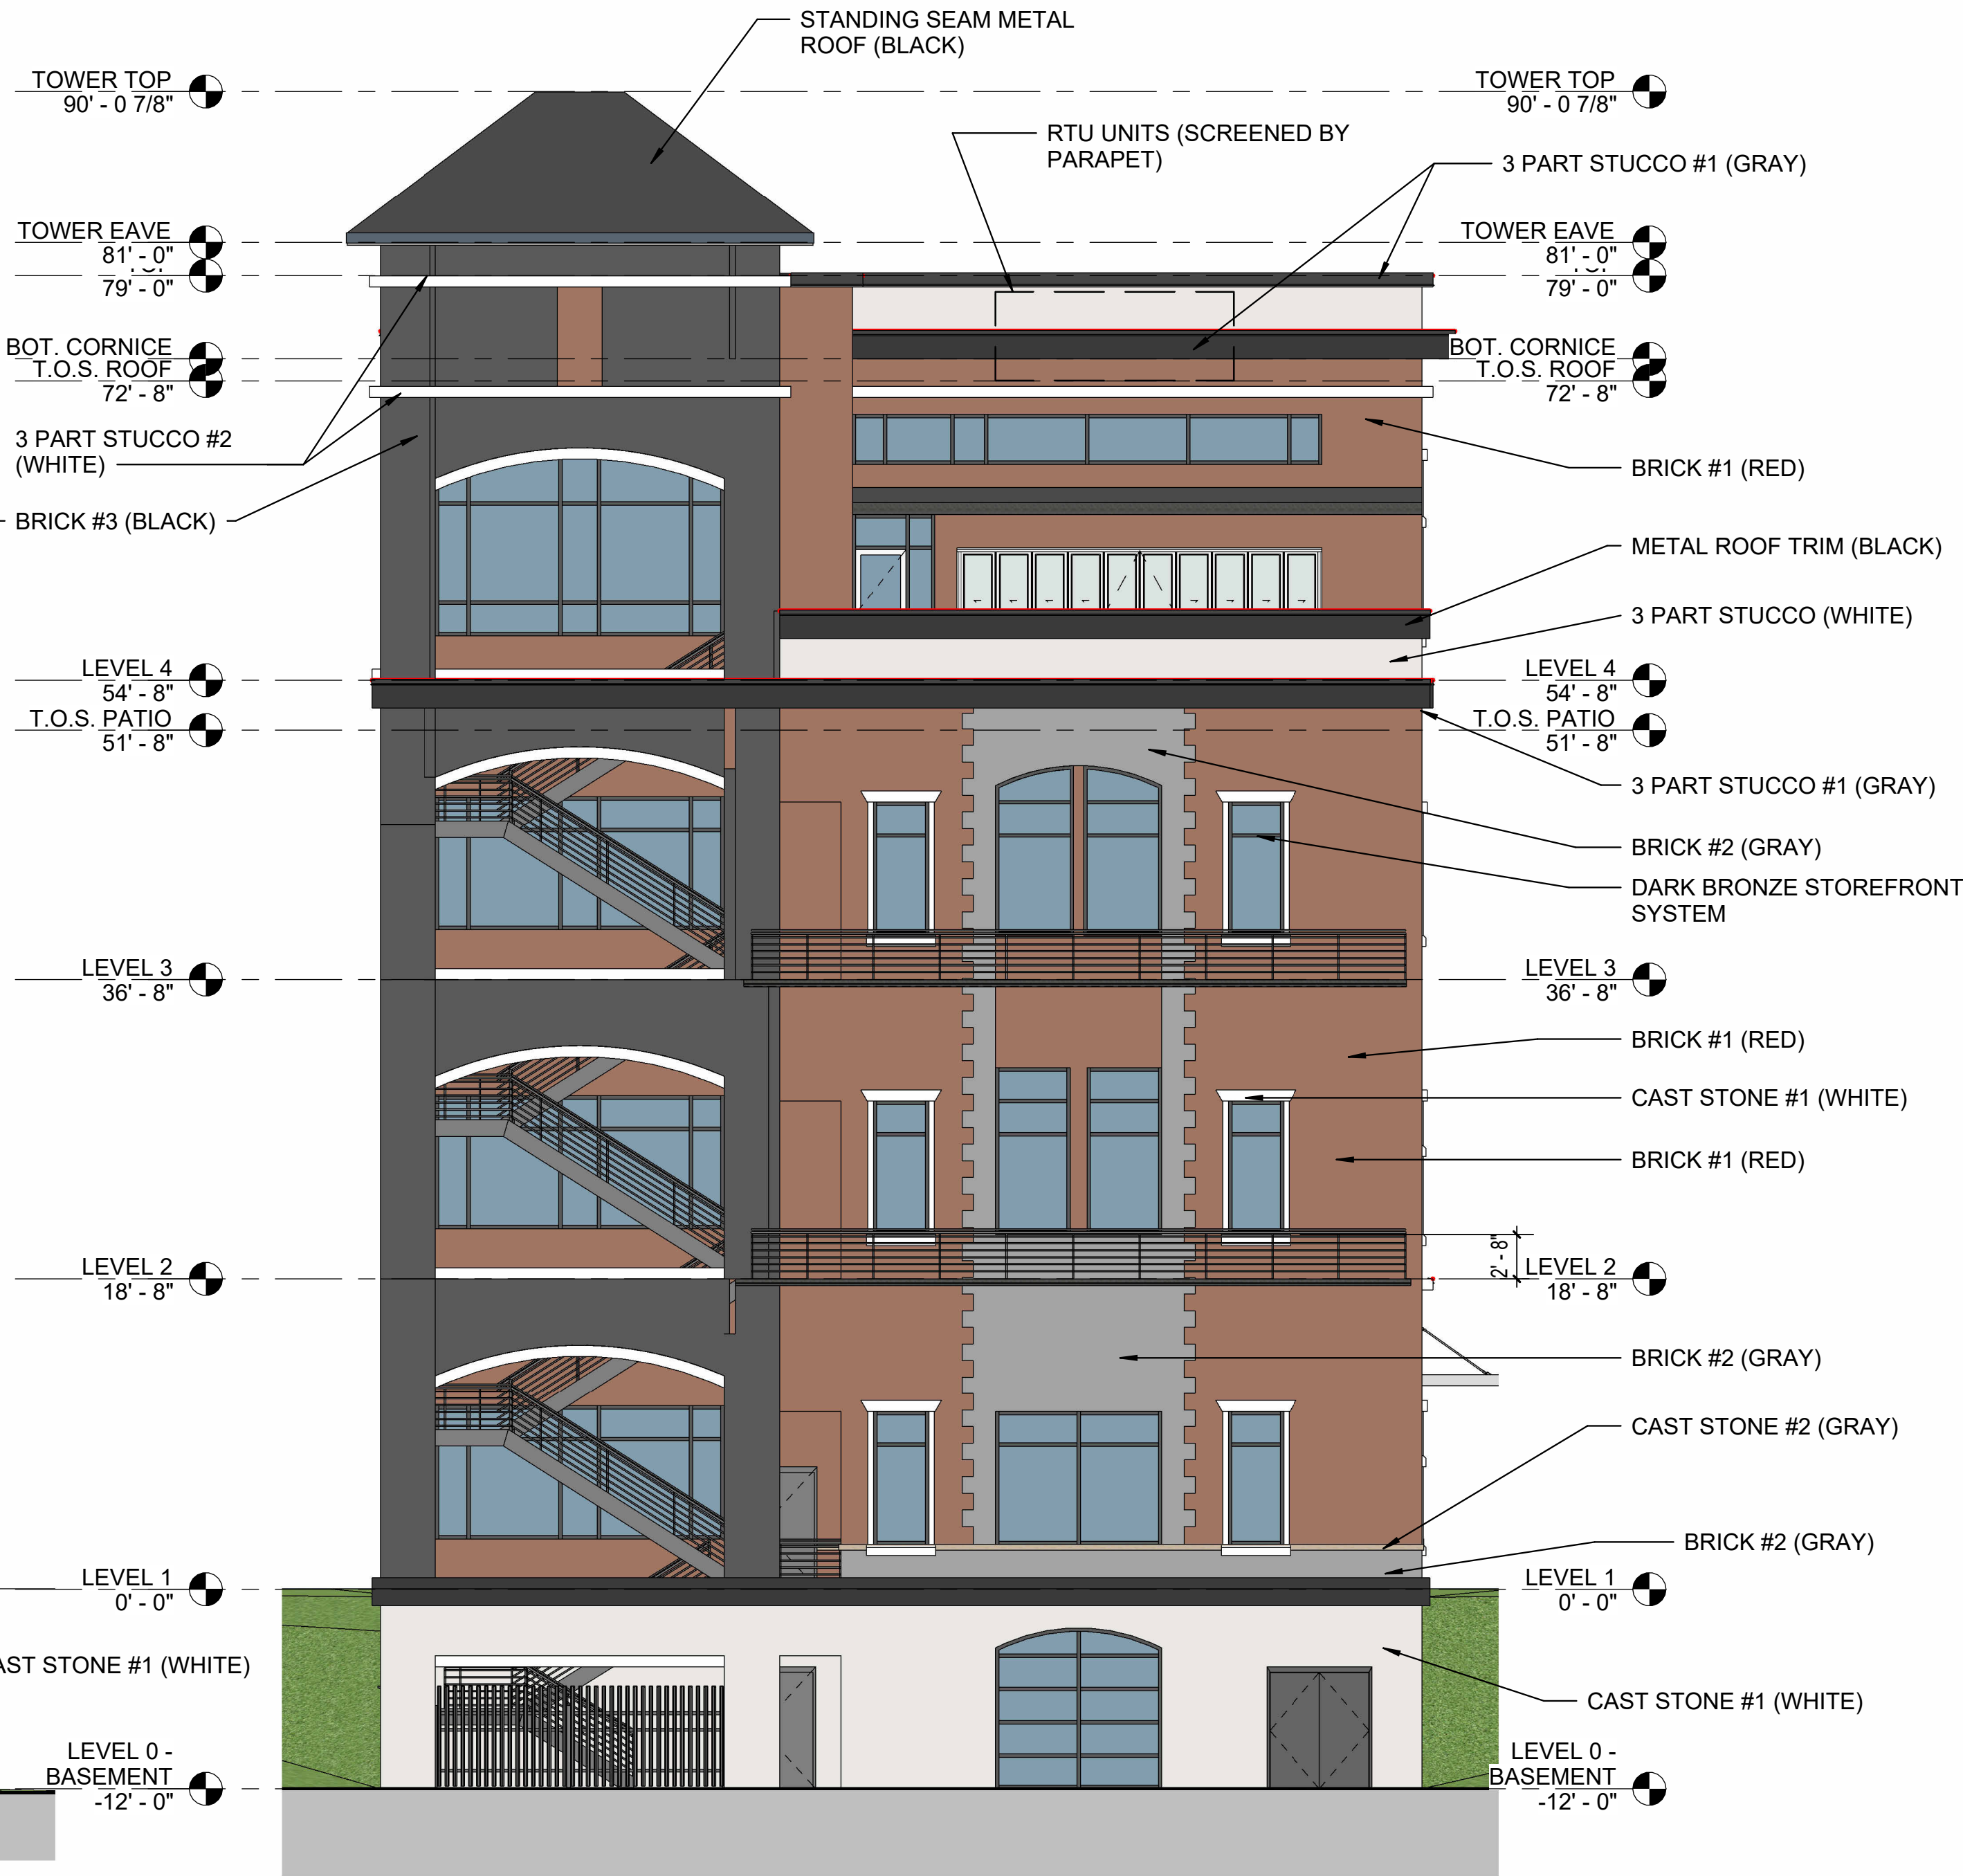 STANDING SEAM METAL
ROOF (BLACK)
TOWER TOP
90' - 0 7/8"
TOWER TOP
90' - 0 7/8"
RTU UNITS (SCREENED BY
PARAPET)
3 PART STUCCO #1 (GRAY)
TOWER EAVE
81' - 0"
79' - 0"
TOWER EAVE
81' - 0"
79' - 0"
BOT. CORNICE
T.O.S. ROOF
72' - 8"
BOT. CORNICE
T.O.S. ROOF
72' - 8"
3 PART STUCCO #2
(WHITE)
BRICK #3 (BLACK)
BRICK #1 (RED)
METAL ROOF TRIM (BLACK)
3 PART STUCCO (WHITE)
LEVEL 4
54' - 8"
LEVEL 4
54' - 8"
T.O.S. PATIO
51' - 8"
T.O.S. PATIO
51' - 8"
3 PART STUCCO #1 (GRAY)
BRICK #2 (GRAY)
DARK BRONZE STOREFRONT
SYSTEM
LEVEL 3
36' - 8"
LEVEL 3
36' - 8"
BRICK #1 (RED)
CAST STONE #1 (WHITE)
BRICK #1 (RED)
2' - 8"
LEVEL 2
18' - 8"
LEVEL 2
18' - 8"
BRICK #2 (GRAY)
CAST STONE #2 (GRAY)
BRICK #2 (GRAY)
LEVEL 1
0' - 0"
LEVEL 1
0' - 0"
AST STONE #1 (WHITE)
CAST STONE #1 (WHITE)
LEVEL 0 -
BASEMENT
-12' - 0"
LEVEL 0 -
BASEMENT
-12' - 0"